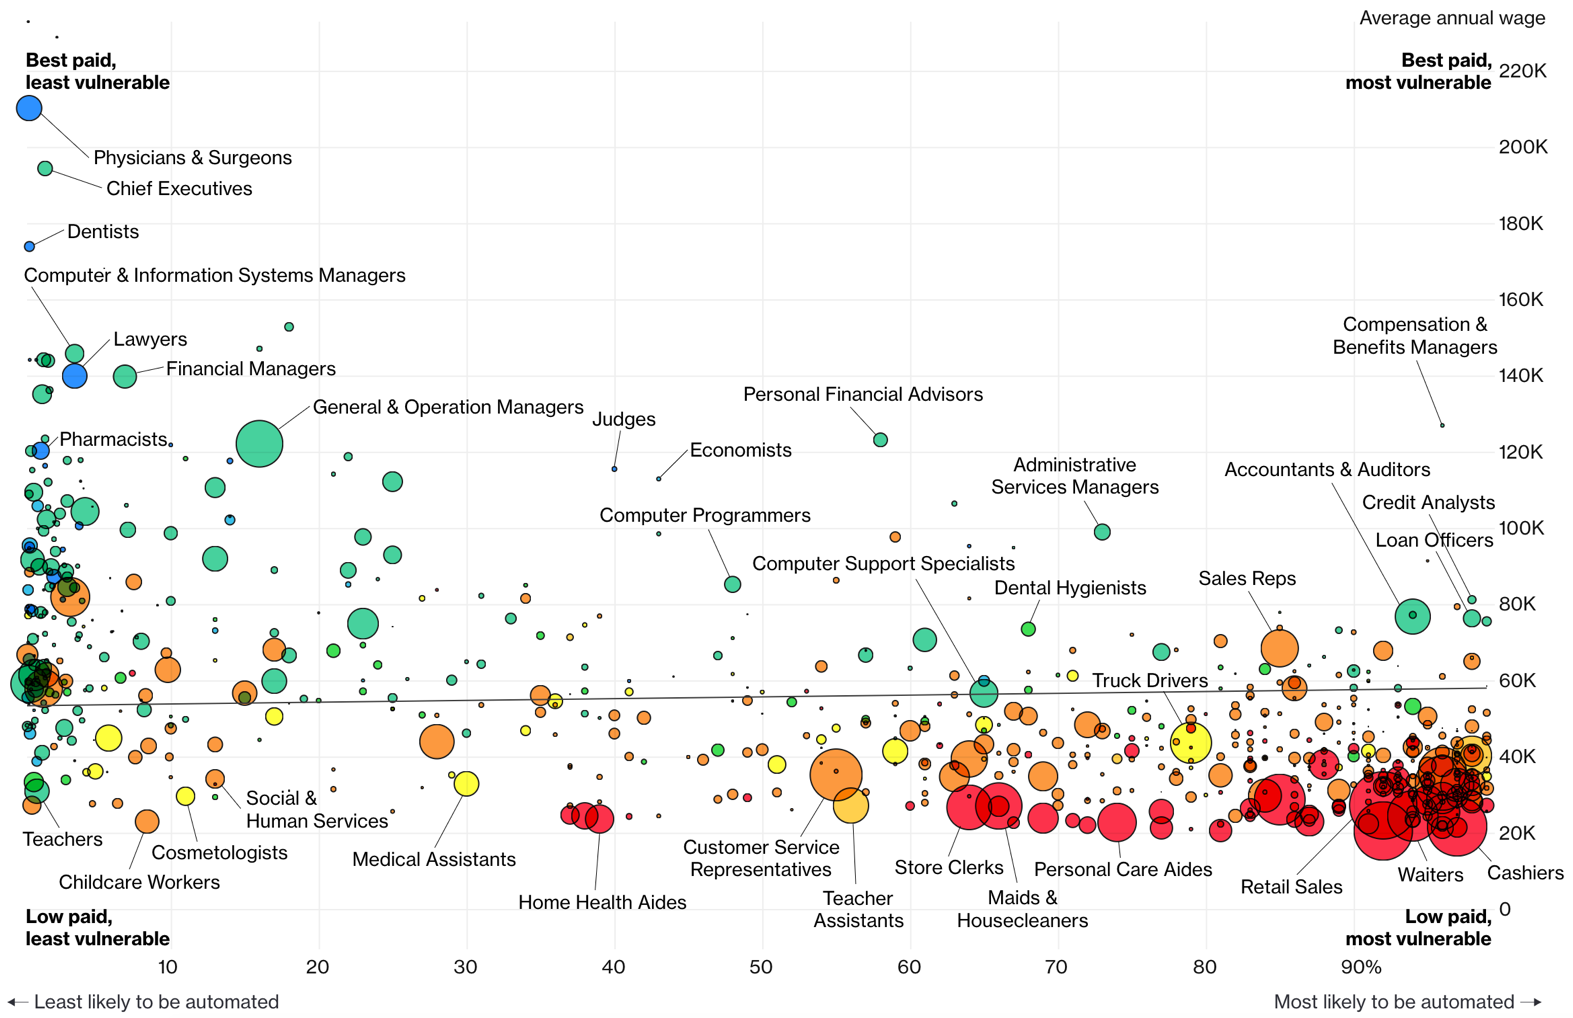 Average annual wage
Best paid,
least vulnerable
Best paid,
most vulnerable
220K
Physicians & Surgeons
200K
Chief Executives
Dentists
180K
Computer & Information Systems Managers
160K
Compensation &
Benefits Managers
Lawyers
Financial Managers
140K
Personal Financial Advisors
General & Operation Managers
Judges
Pharmacists
Economists
120K
Administrative
Services Managers
Accountants & Auditors
Credit Analysts
Computer Programmers
100K
Loan Officers
Computer Support Specialists
Dental Hygienists
Sales Reps
80K
Truck Drivers
60K
40K
Social &
Human Services
20K
Teachers
Cosmetologists
Medical Assistants
Customer Service
Representatives
Store Clerks
Personal Care Aides
Waiters
Cashiers
Childcare Workers
Retail Sales
Home Health Aides
Teacher
Assistants
Maids &
Housecleaners
0
Low paid,
least vulnerable
Low paid,
most vulnerable
10 20 30 40 50 60 70 80 90%
← Least likely to be automated
Most likely to be automated →